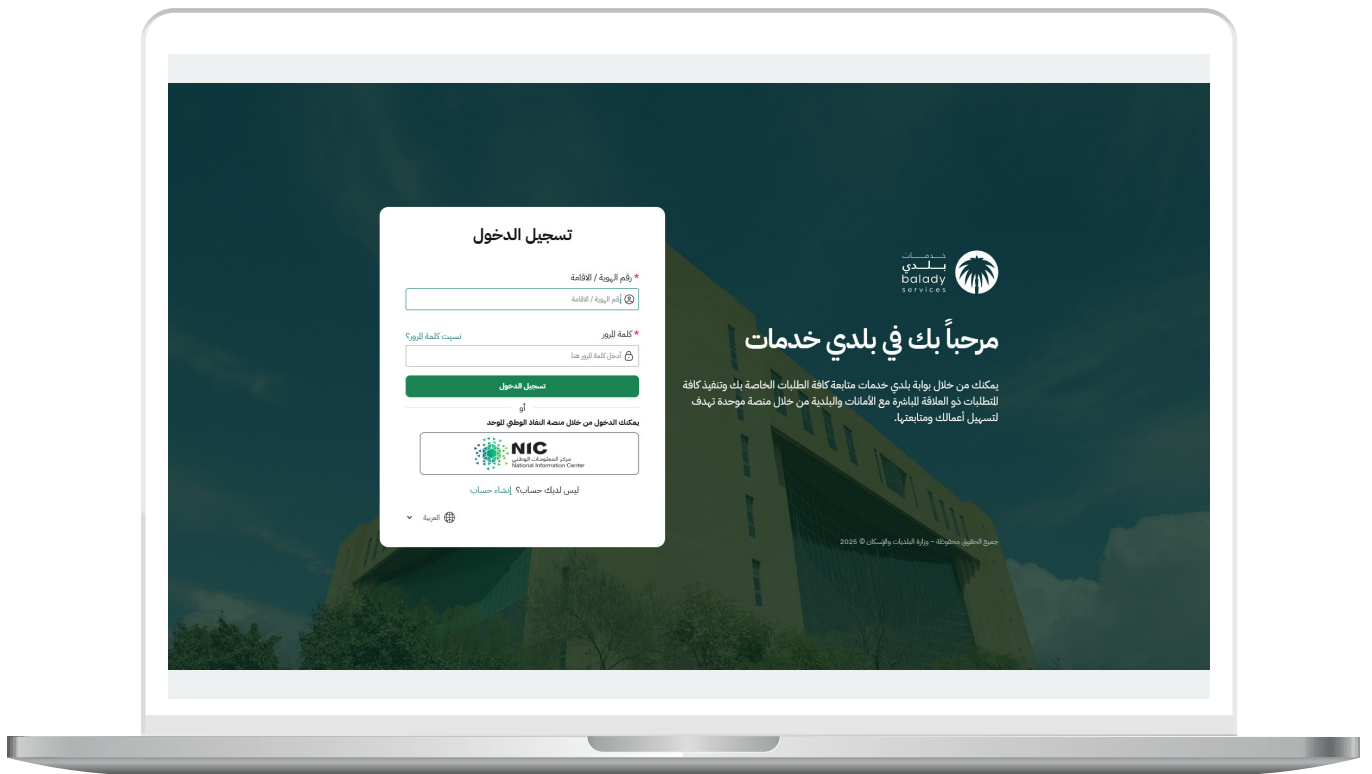 خدمات
بلدي
balady
services
مرحباً بك في بلدي خدمات
يمكنك من خلال بوابة بلدي خدمات متابعة كافة الطلبات الخاصة بك وتنفيذ كافة
المتطلبات ذو العلاقة المباشرة مع الأمانات والبلدية من خلال منصة موحدة تهدف
لتسهيل أعمالك ومتابعتها.
جميع الحقوق محفوظة – وزارة البلديات والإسكان © 2025
تسجيل الدخول
* رقم الهوية / الاقامة
رقم الهوية / الاقامة
* كلمة المرور
نسيت كلمة المرور؟
أدخل كلمة المرور هنا
تسجيل الدخول
أو
يمكنك الدخول من خلال منصة النفاذ الوطني الموحد
NIC
مركز المعلومات الوطني
National Information Center
ليس لديك حساب؟ إنشاء حساب
العربية